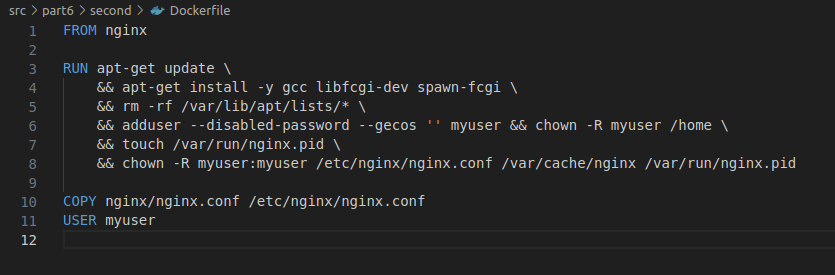 src > part6 > second > Dockerfile
1 FROM nginx
2
3 RUN apt-get update \
4     && apt-get install -y gcc libfcgi-dev spawn-fcgi \
5     && rm -rf /var/lib/apt/lists/* \
6     && adduser --disabled-password --gecos '' myuser && chown -R myuser /home \
7     && touch /var/run/nginx.pid \
8     && chown -R myuser:myuser /etc/nginx/nginx.conf /var/cache/nginx /var/run/nginx.pid
9
10 COPY nginx/nginx.conf /etc/nginx/nginx.conf
11 USER myuser
12